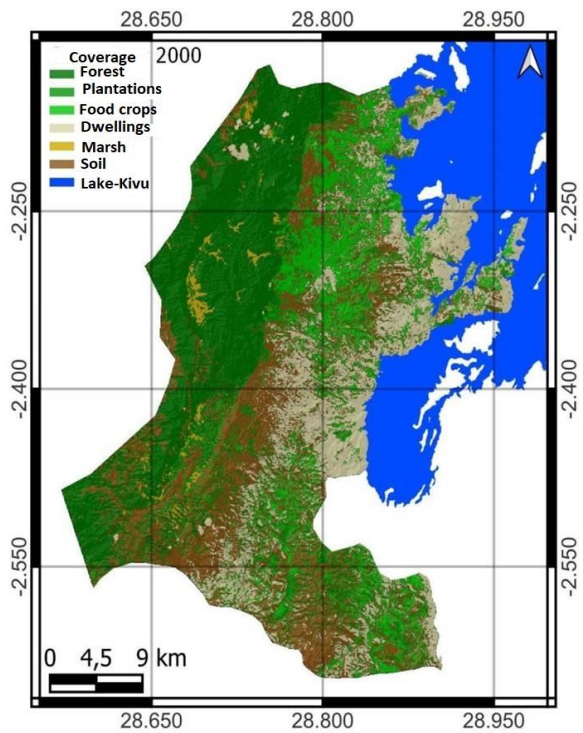 28.650 28.800 28.950
Coverage 2000
Forest
Plantations
Food crops
Dwellings
Marsh
Soil
Lake-Kivu
-2.250 -2.250
-2.400 -2.400
-2.550 -2.550
0 4,5 9 km
28.650 28.800 28.950